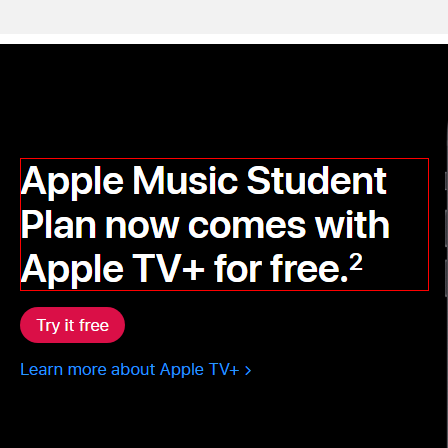 Apple Music Student
Plan now comes with
Apple TV+ for free.²
Try it free
Learn more about Apple TV+ >